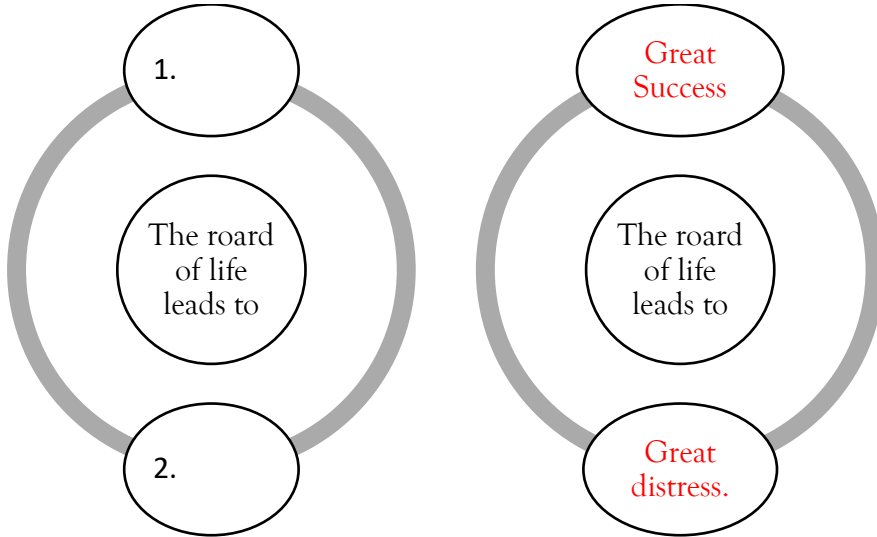 1.
The roard
of life
leads to
2.
Great
Success
The roard
of life
leads to
Great
distress.